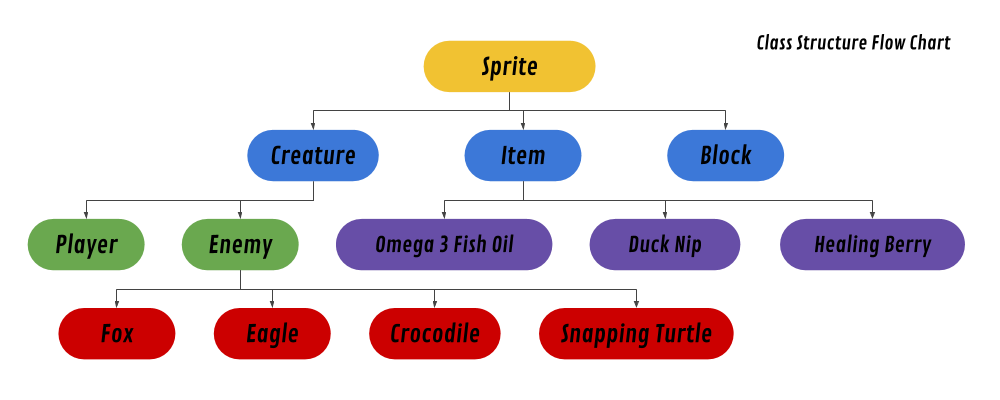 Class Structure Flow Chart
Sprite
Creature
Item
Block
Player
Enemy
Omega 3 Fish Oil
Duck Nip
Healing Berry
Fox
Eagle
Crocodile
Snapping Turtle